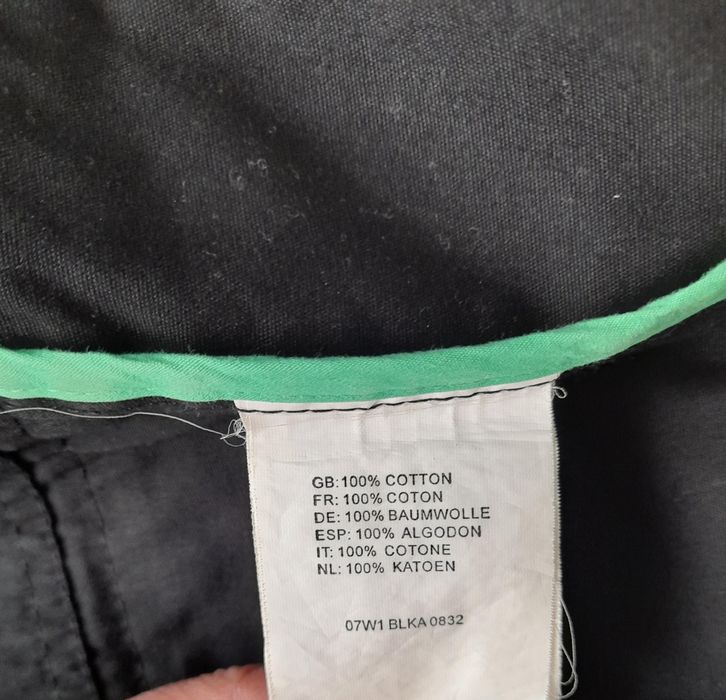 GB: 100% COTTON
FR: 100% COTON
DE: 100% BAUMWOLLE
ESP: 100% ALGODON
IT: 100% COTONE
NL: 100% KATOEN
07W1 BLKA 0832